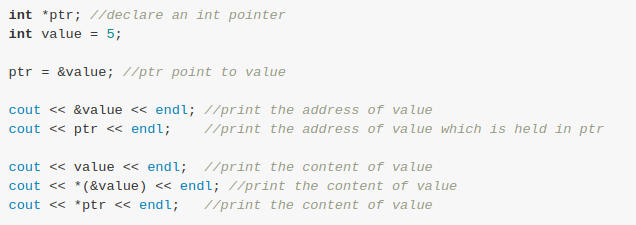 int *ptr; //declare an int pointer
int value = 5;
ptr = &value; //ptr point to value
cout << &value << endl; //print the address of value
cout << ptr << endl;    //print the address of value which is held in ptr
cout << value << endl;  //print the content of value
cout << *(&value) << endl; //print the content of value
cout << *ptr << endl;   //print the content of value